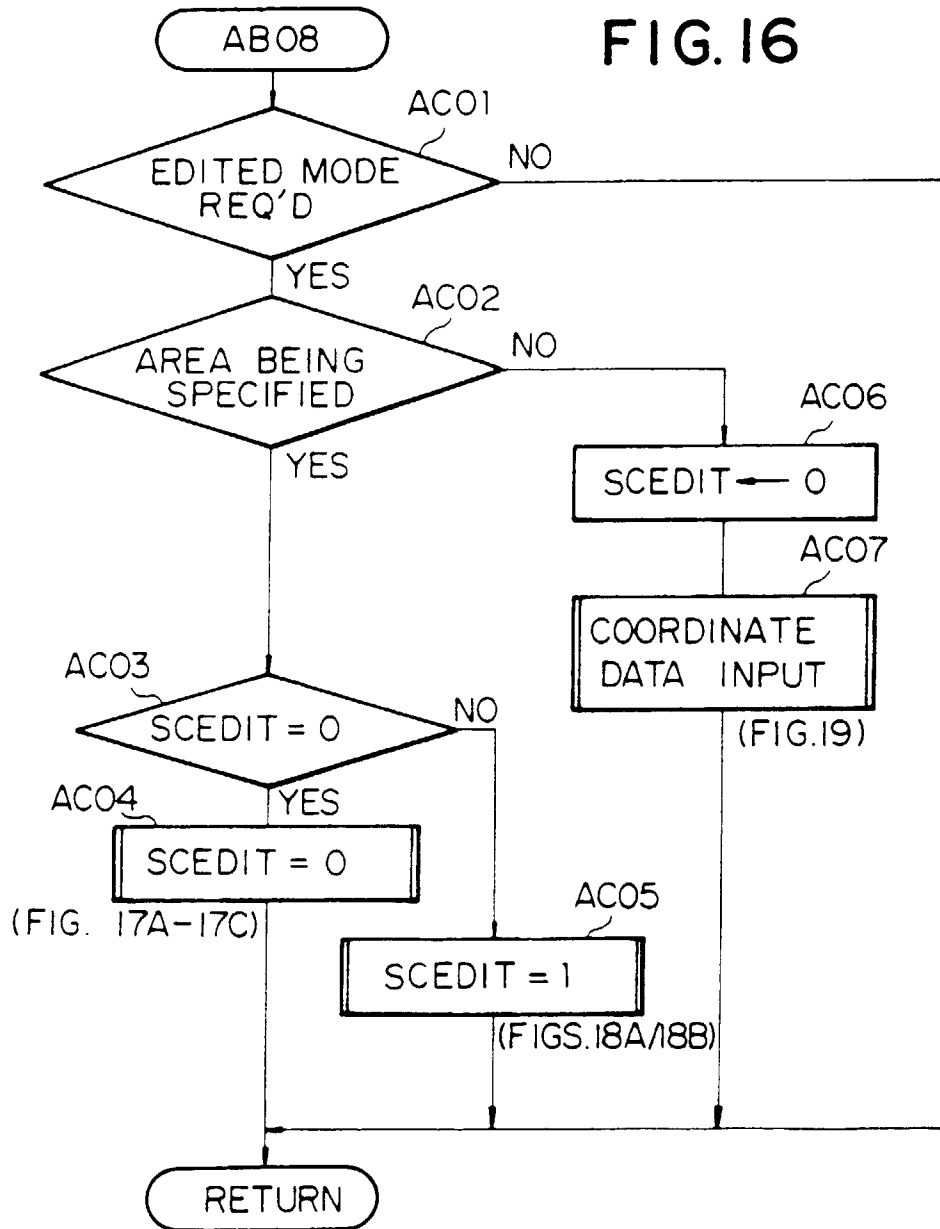 FIG.16
AB08
AC01
EDITED MODE
REQ'D
NO
YES
AC02
AREA BEING
SPECIFIED
NO
YES
AC06
SCEDIT ← 0
AC07
COORDINATE
DATA INPUT
(FIG.19)
AC03
SCEDIT = 0
NO
YES
AC04
SCEDIT = 0
(FIG. 17A-17C)
AC05
SCEDIT = 1
(FIGS.18A/18B)
RETURN